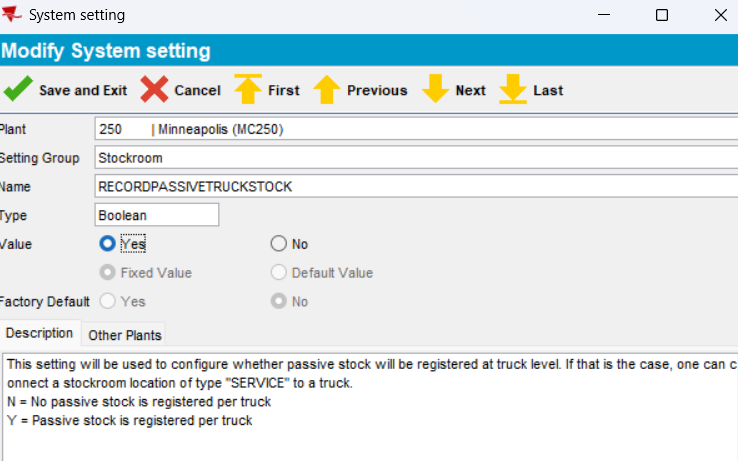 System setting
Modify System setting
Save and Exit Cancel First Previous Next Last
Plant 250 | Minneapolis (MC250)
Setting Group Stockroom
Name RECORDPASSIVETRUCKSTOCK
Type Boolean
Value Yes No
Fixed Value Default Value
Factory Default Yes No
Description Other Plants
This setting will be used to configure whether passive stock will be registered at truck level. If that is the case, one can c
onnect a stockroom location of type "SERVICE" to a truck.
N = No passive stock is registered per truck
Y = Passive stock is registered per truck